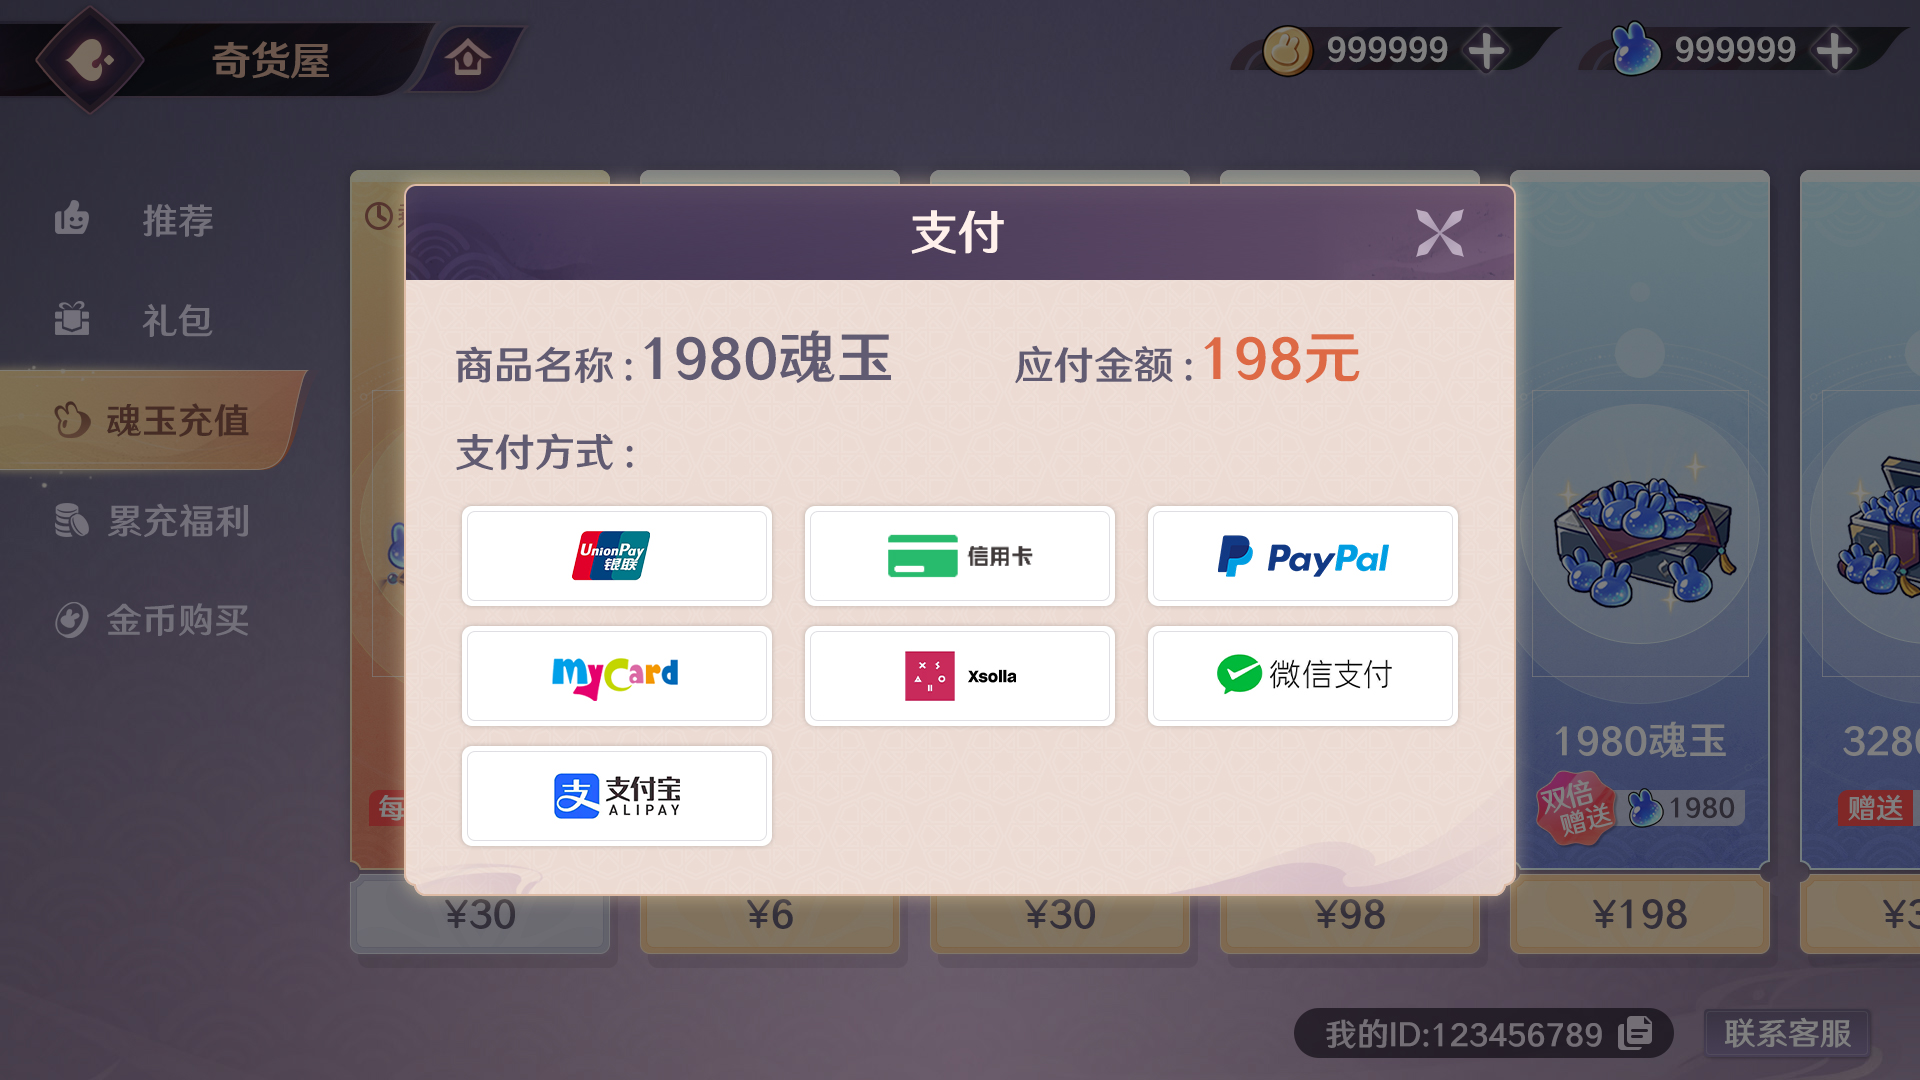 奇货屋
999999
999999
推荐
礼包
魂玉充值
累充福利
金币购买
支付
商品名称:1980魂玉
应付金额:198元
支付方式:
UnionPay
银联
信用卡
PayPal
MyCard
XS
Xsolla
微信支付
支
支付宝
ALIPAY
每
1980魂玉
双倍
赠送
1980
328
赠送
¥30
¥6
¥30
¥98
¥198
¥3
我的ID:123456789
联系客服